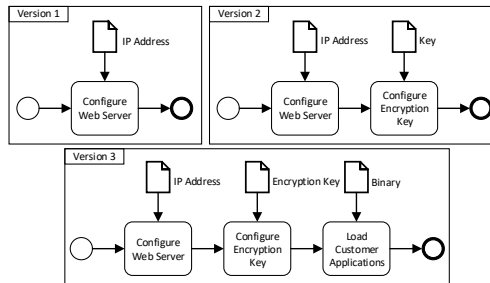 Version 1
IP Address
Configure
Web Server
Version 2
IP Address
Key
Configure
Web Server
Configure
Encryption
Key
Version 3
IP Address
Encryption Key
Binary
Configure
Web Server
Configure
Encryption
Key
Load
Customer
Applications